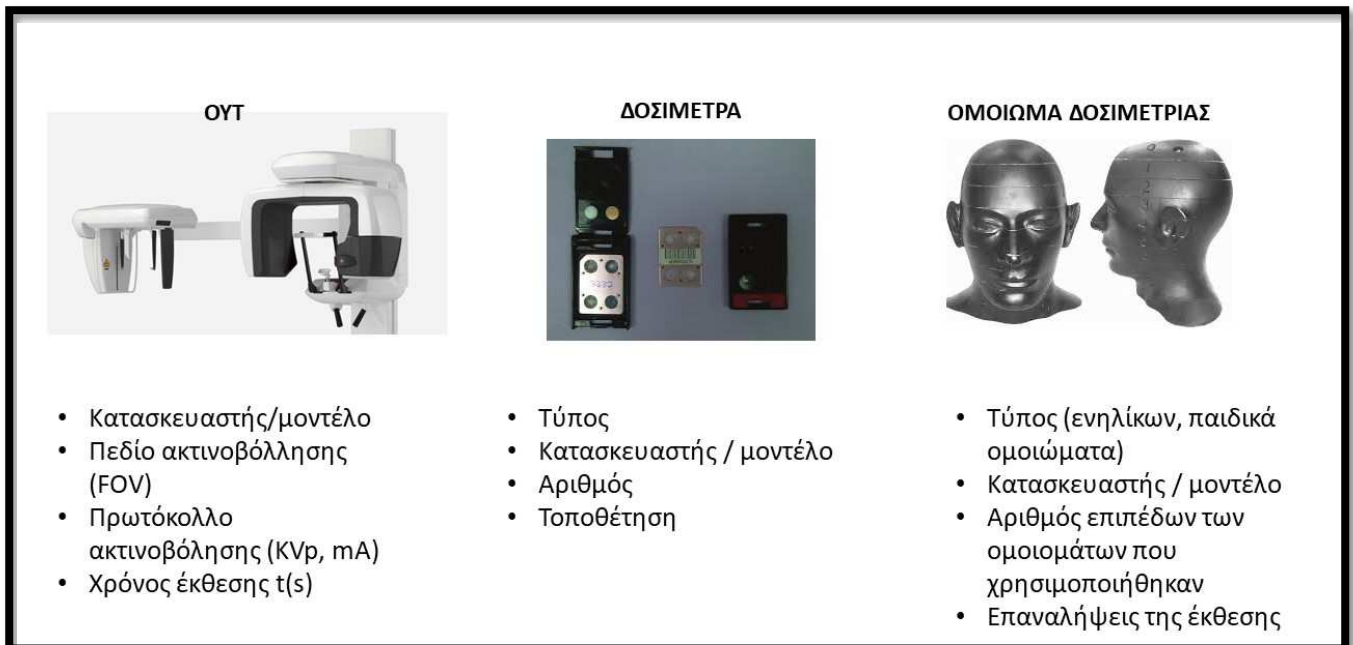 ΟΥΤ
• Κατασκευαστής/μοντέλο
• Πεδίο ακτινοβόλλησης
(FOV)
• Πρωτόκολλο
ακτινοβόλησης (KVp, mA)
• Χρόνος έκθεσης t(s)
ΔΟΣΙΜΕΤΡΑ
• Τύπος
• Κατασκευαστής / μοντέλο
• Αριθμός
• Τοποθέτηση
ΟΜΟΙΩΜΑ ΔΟΣΙΜΕΤΡΙΑΣ
• Τύπος (ενηλίκων, παιδικά
ομοιώματα)
• Κατασκευαστής / μοντέλο
• Αριθμός επιπέδων των
ομοιομάτων που
χρησιμοποιήθηκαν
• Επαναλήψεις της έκθεσης